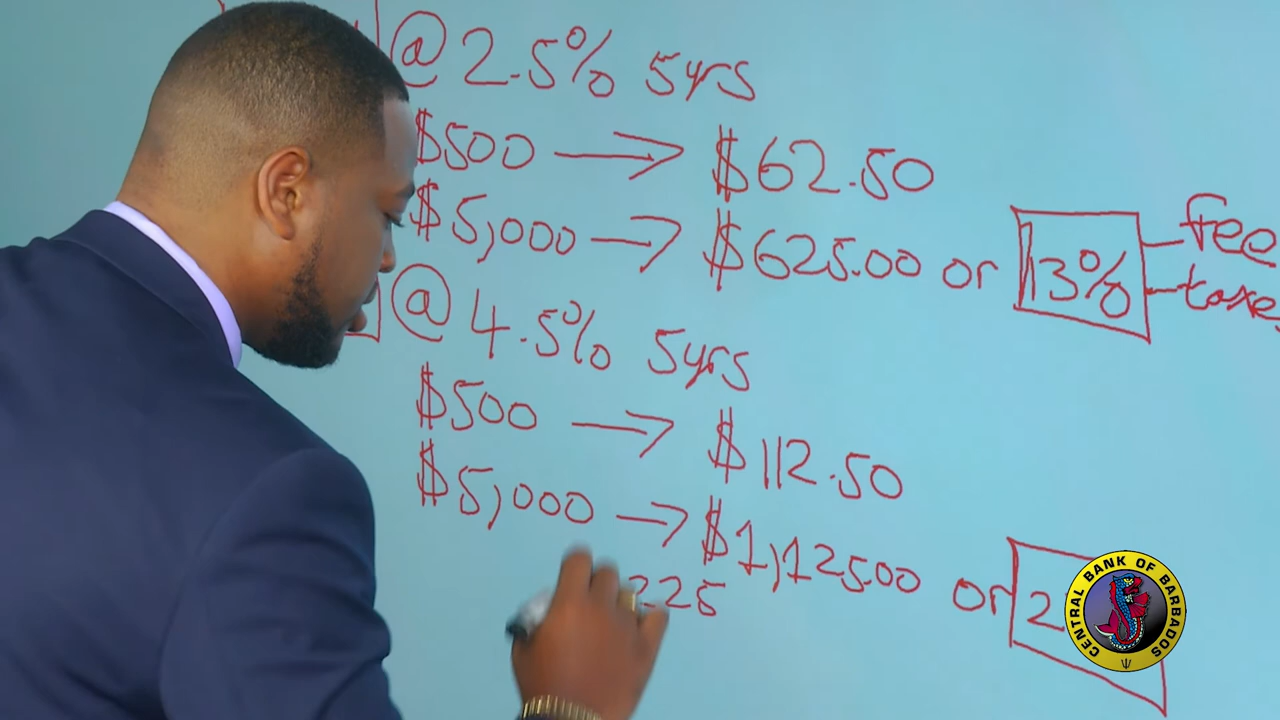 @ 2.5% 5yrs
$500 → $62.50
$5,000 → $625.00 or 13%
fee
taxe
@ 4.5% 5yrs
$500 → $112.50
$5,000 → $1,125.00 or 2
225
CENTRAL BANK OF BARBADOS